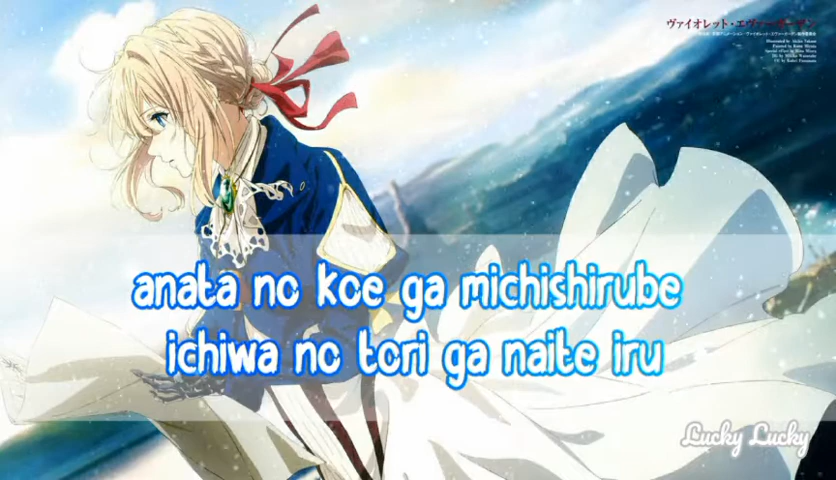 ヴァイオレット・エヴァーガーデン
anata no koe ga michishirube
ichiwa no tori ga naite iru
Lucky Lucky